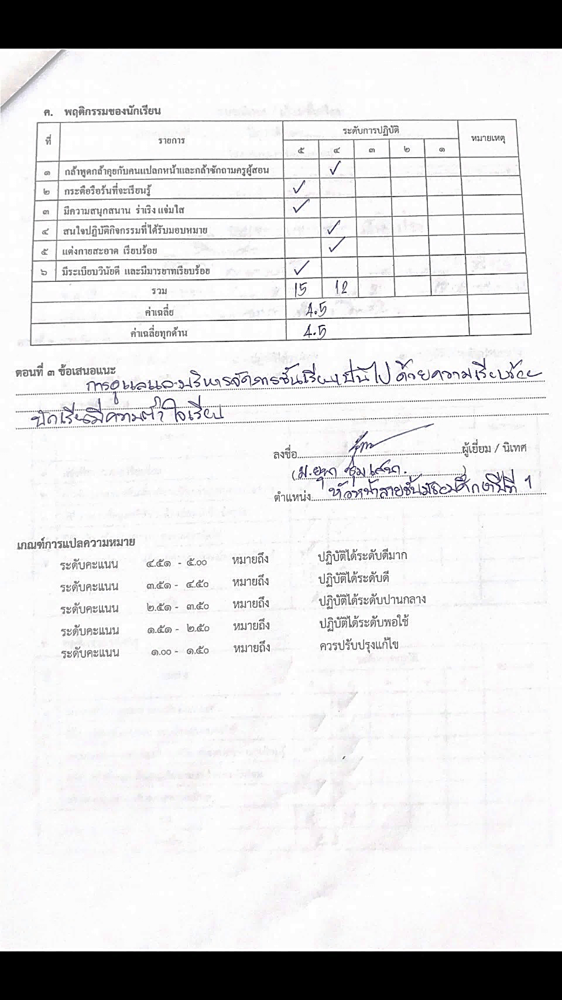 ค. พฤติกรรมของนักเรียน
ที่ รายการ ระดับการปฏิบัติ หมายเหตุ
๕ ๔ ๓ ๒ ๑
๑ กล้าพูดกล้าคุยกับคนแปลกหน้าและกล้าซักถามครูผู้สอน ✓
๒ กระตือรือร้นที่จะเรียนรู้ ✓
๓ มีความสนุกสนาน ร่าเริง แจ่มใส ✓
๔ สนใจปฏิบัติกิจกรรมที่ได้รับมอบหมาย ✓
๕ แต่งกายสะอาด เรียบร้อย ✓
๖ มีระเบียบวินัยดี และมีมารยาทเรียบร้อย ✓
รวม 15 12
ค่าเฉลี่ย 4.5
ค่าเฉลี่ยทุกด้าน 4.5
ตอนที่ ๓ ข้อเสนอแนะ
การดูแลและบริหารจัดการชั้นเรียนเป็นไปด้วยความเรียบร้อย
นักเรียนมีความตั้งใจเรียน
ลงชื่อ ผู้เยี่ยม / นิเทศ
ตำแหน่ง หัวหน้าสายชั้นมัธยมศึกษาปีที่ 1
เกณฑ์การแปลความหมาย
ระดับคะแนน ๔.๕๑ - ๕.๐๐ หมายถึง ปฏิบัติได้ระดับดีมาก
ระดับคะแนน ๓.๕๑ - ๔.๕๐ หมายถึง ปฏิบัติได้ระดับดี
ระดับคะแนน ๒.๕๑ - ๓.๕๐ หมายถึง ปฏิบัติได้ระดับปานกลาง
ระดับคะแนน ๑.๕๑ - ๒.๕๐ หมายถึง ปฏิบัติได้ระดับพอใช้
ระดับคะแนน ๑.๐๐ - ๑.๕๐ หมายถึง ควรปรับปรุงแก้ไข